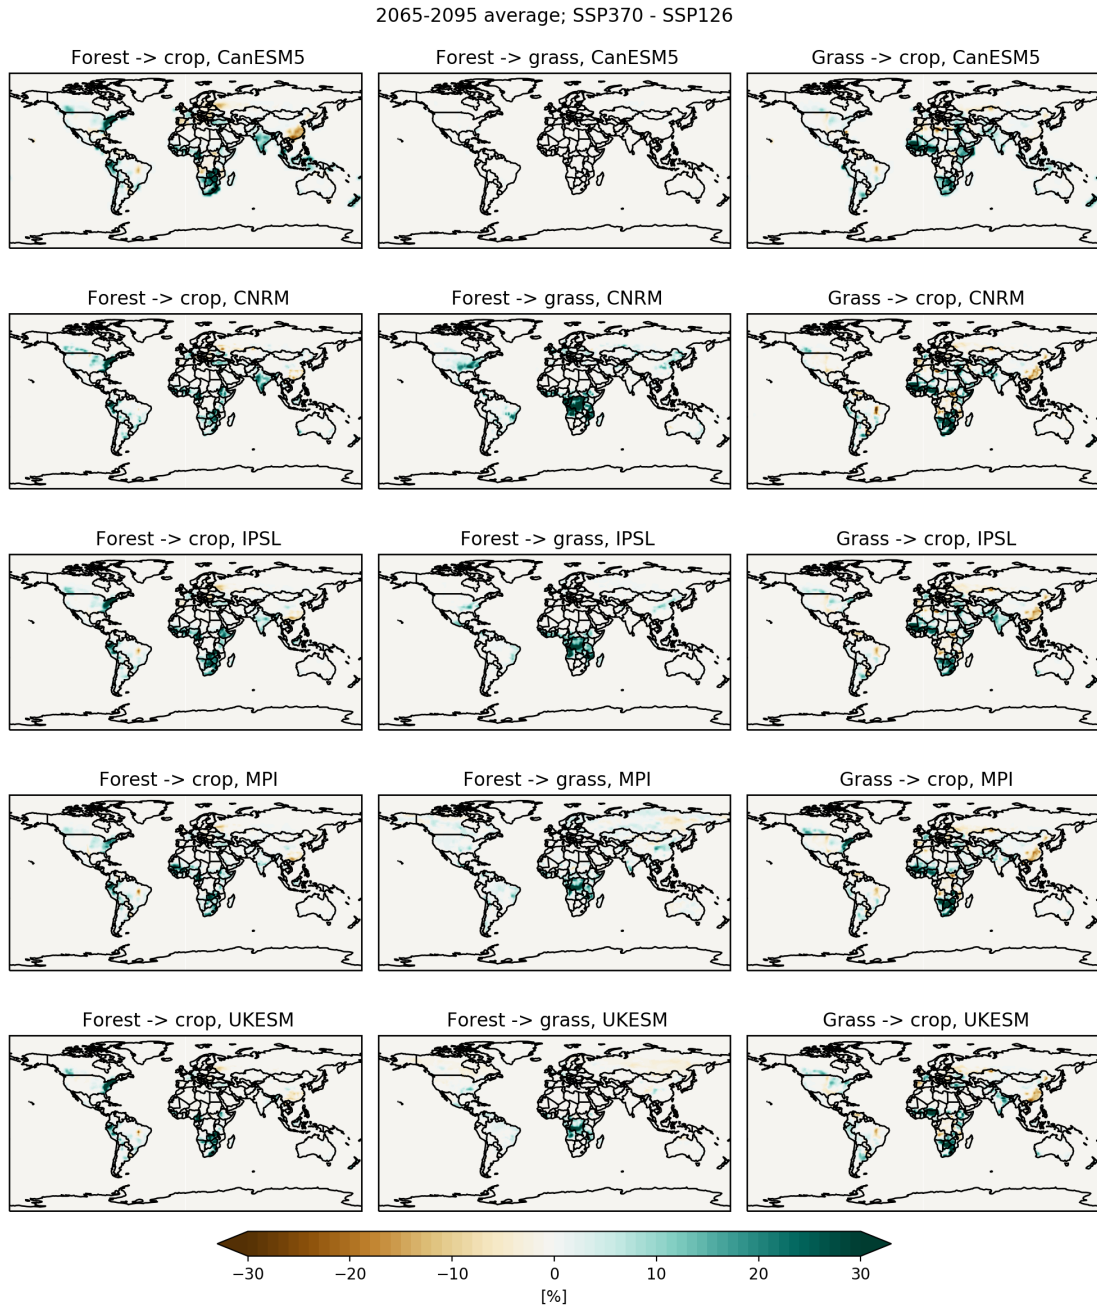 2065-2095 average; SSP370 - SSP126
Forest -> crop, CanESM5
Forest -> grass, CanESM5
Grass -> crop, CanESM5
Forest -> crop, CNRM
Forest -> grass, CNRM
Grass -> crop, CNRM
Forest -> crop, IPSL
Forest -> grass, IPSL
Grass -> crop, IPSL
Forest -> crop, MPI
Forest -> grass, MPI
Grass -> crop, MPI
Forest -> crop, UKESM
Forest -> grass, UKESM
Grass -> crop, UKESM
−30 −20 −10 0 10 20 30
[%]